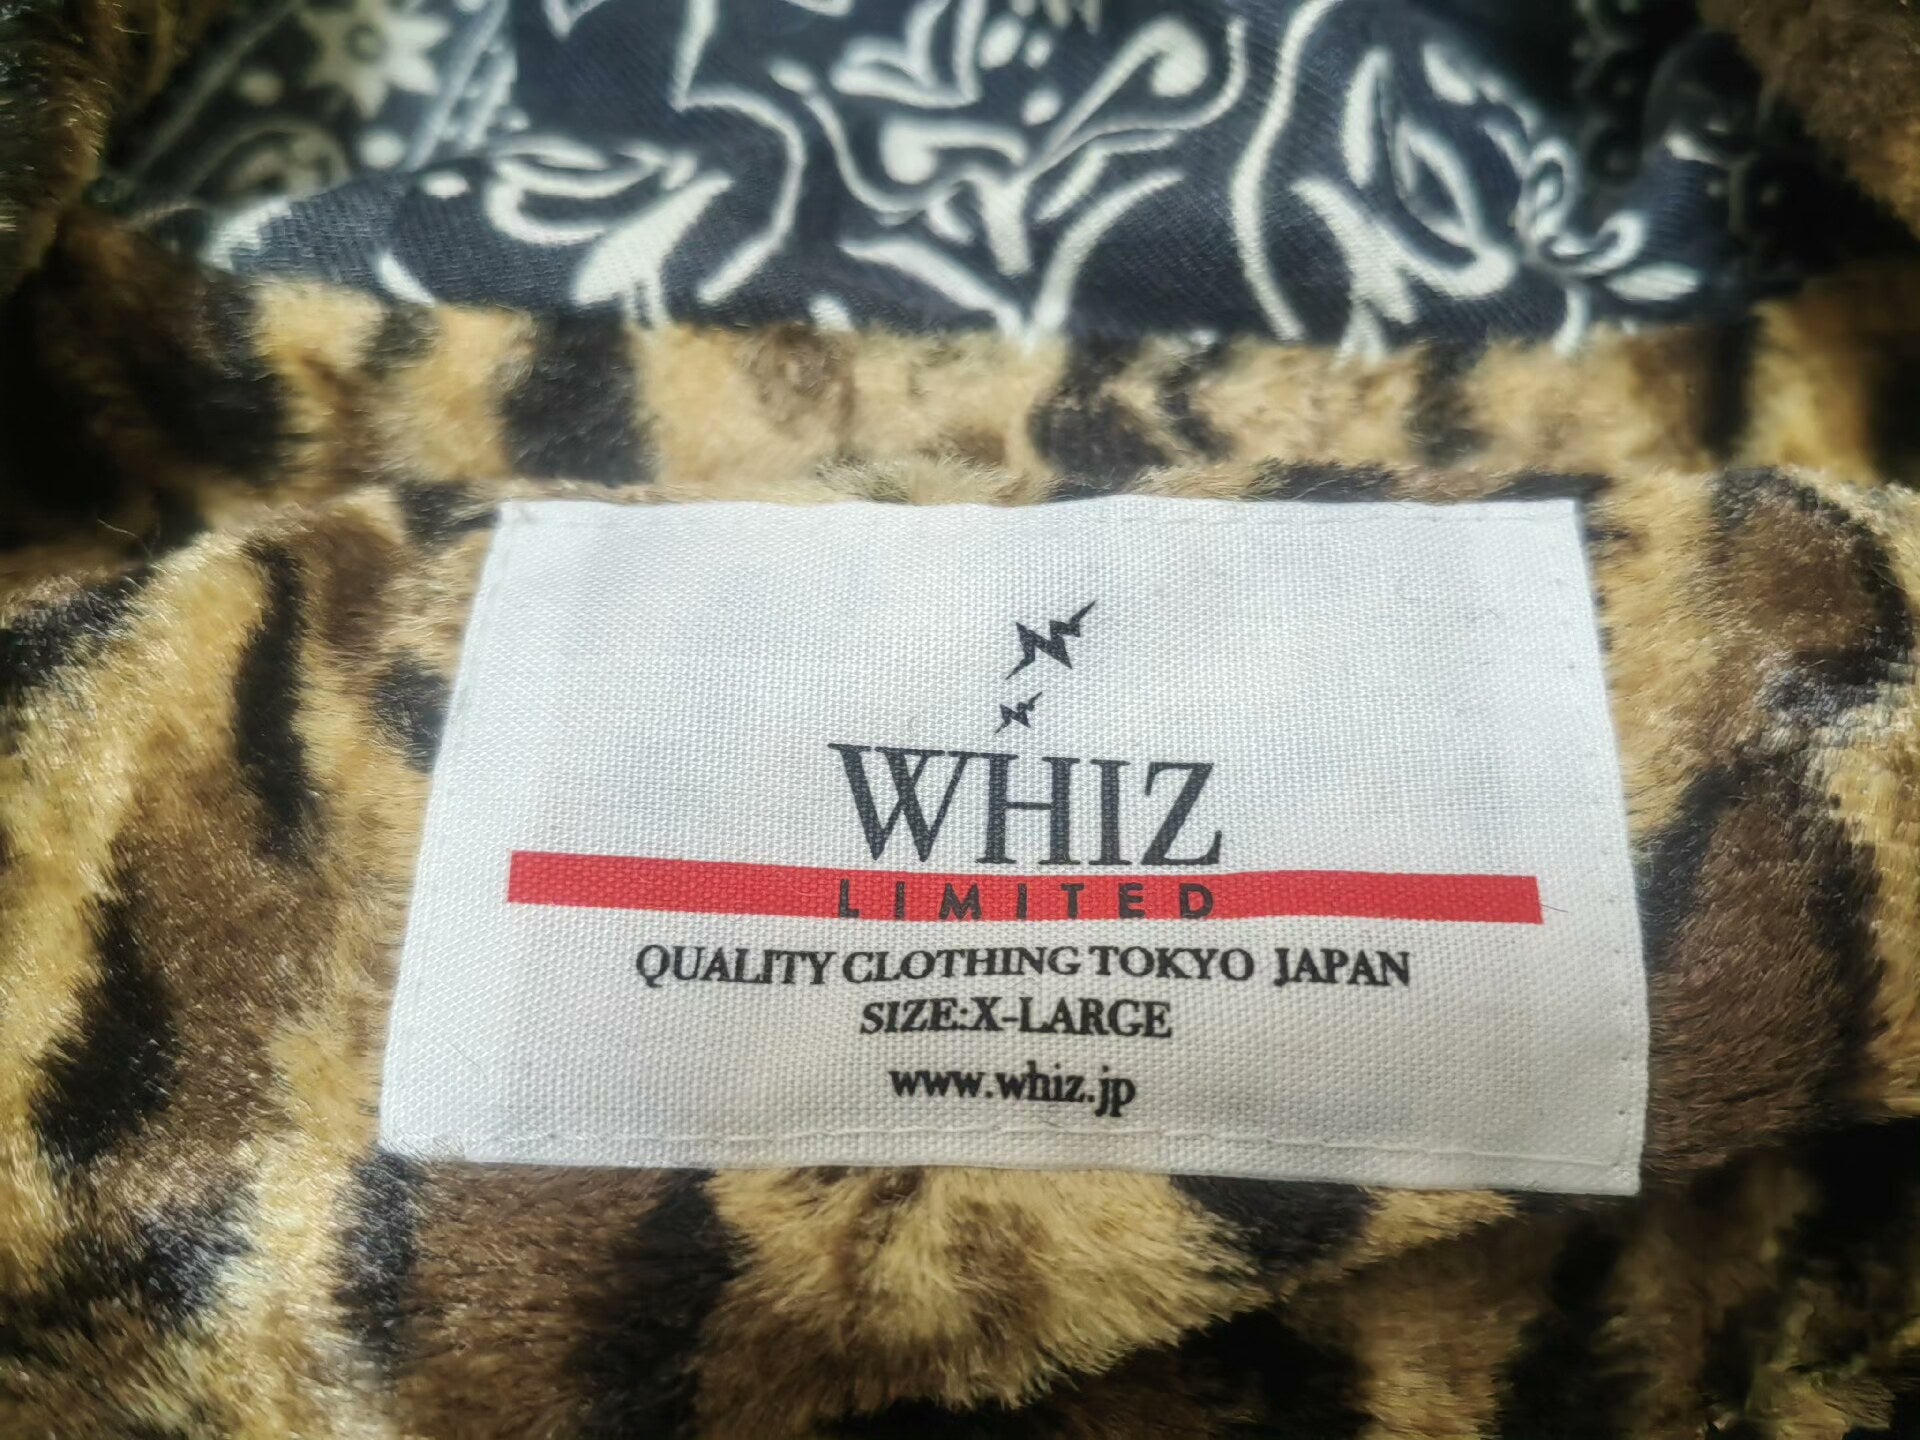 WHIZ
LIMITED
QUALITY CLOTHING TOKYO JAPAN
SIZE:X-LARGE
www.whiz.jp